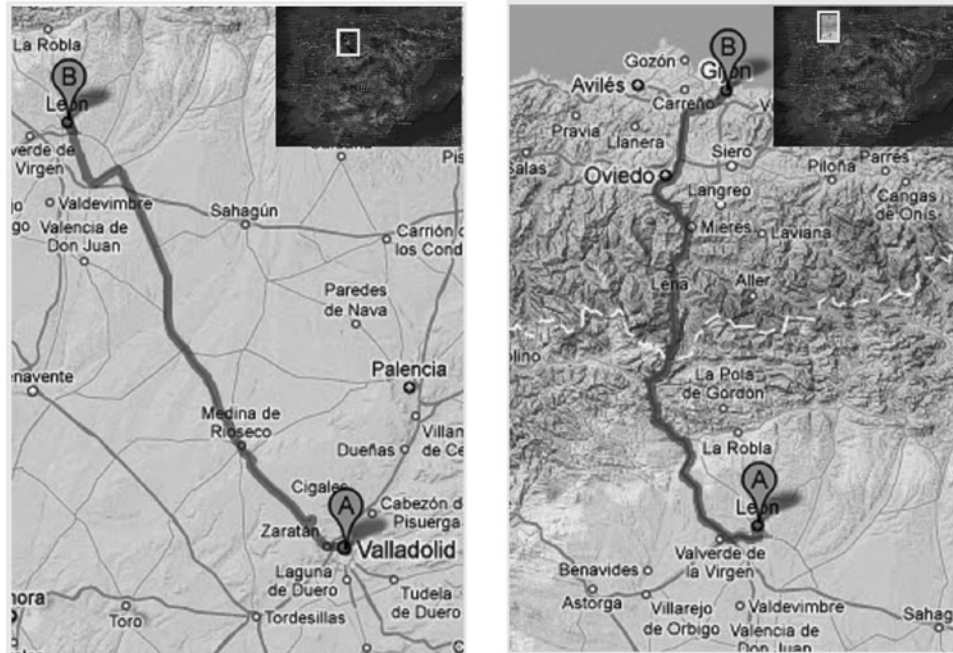 La Robla
B
León
verde de
Virgen
Valdevimbre
Valencia de
Don Juan
Sahagún
Carrión
los Cond
Paredes
de Nava
enavente
Palencia
Medina de
Rioseco
Dueñas
Villan
de Ce
Cigales
A
Cabezón d
Pisuerga
Zaratán
Valladolid
Laguna
de Duero
Tudela
de Duero
ora
Toro
Tordesillas
B
Gozón
Gijón
Avilés
Carreño
Pravia
Llanera
Siero
Salas
Oviedo
Piloña
Parres
Langreo
Cangas
de Onís
Mieres
Laviana
Lena
Aller
olino
La Pola
de Gordón
La Robla
A
León
Valverde de
la Virgen
Benavides
Astorga
Villarejo
de Orbigo
Valdevimbre
Sahag
Valencia de
Don Juan